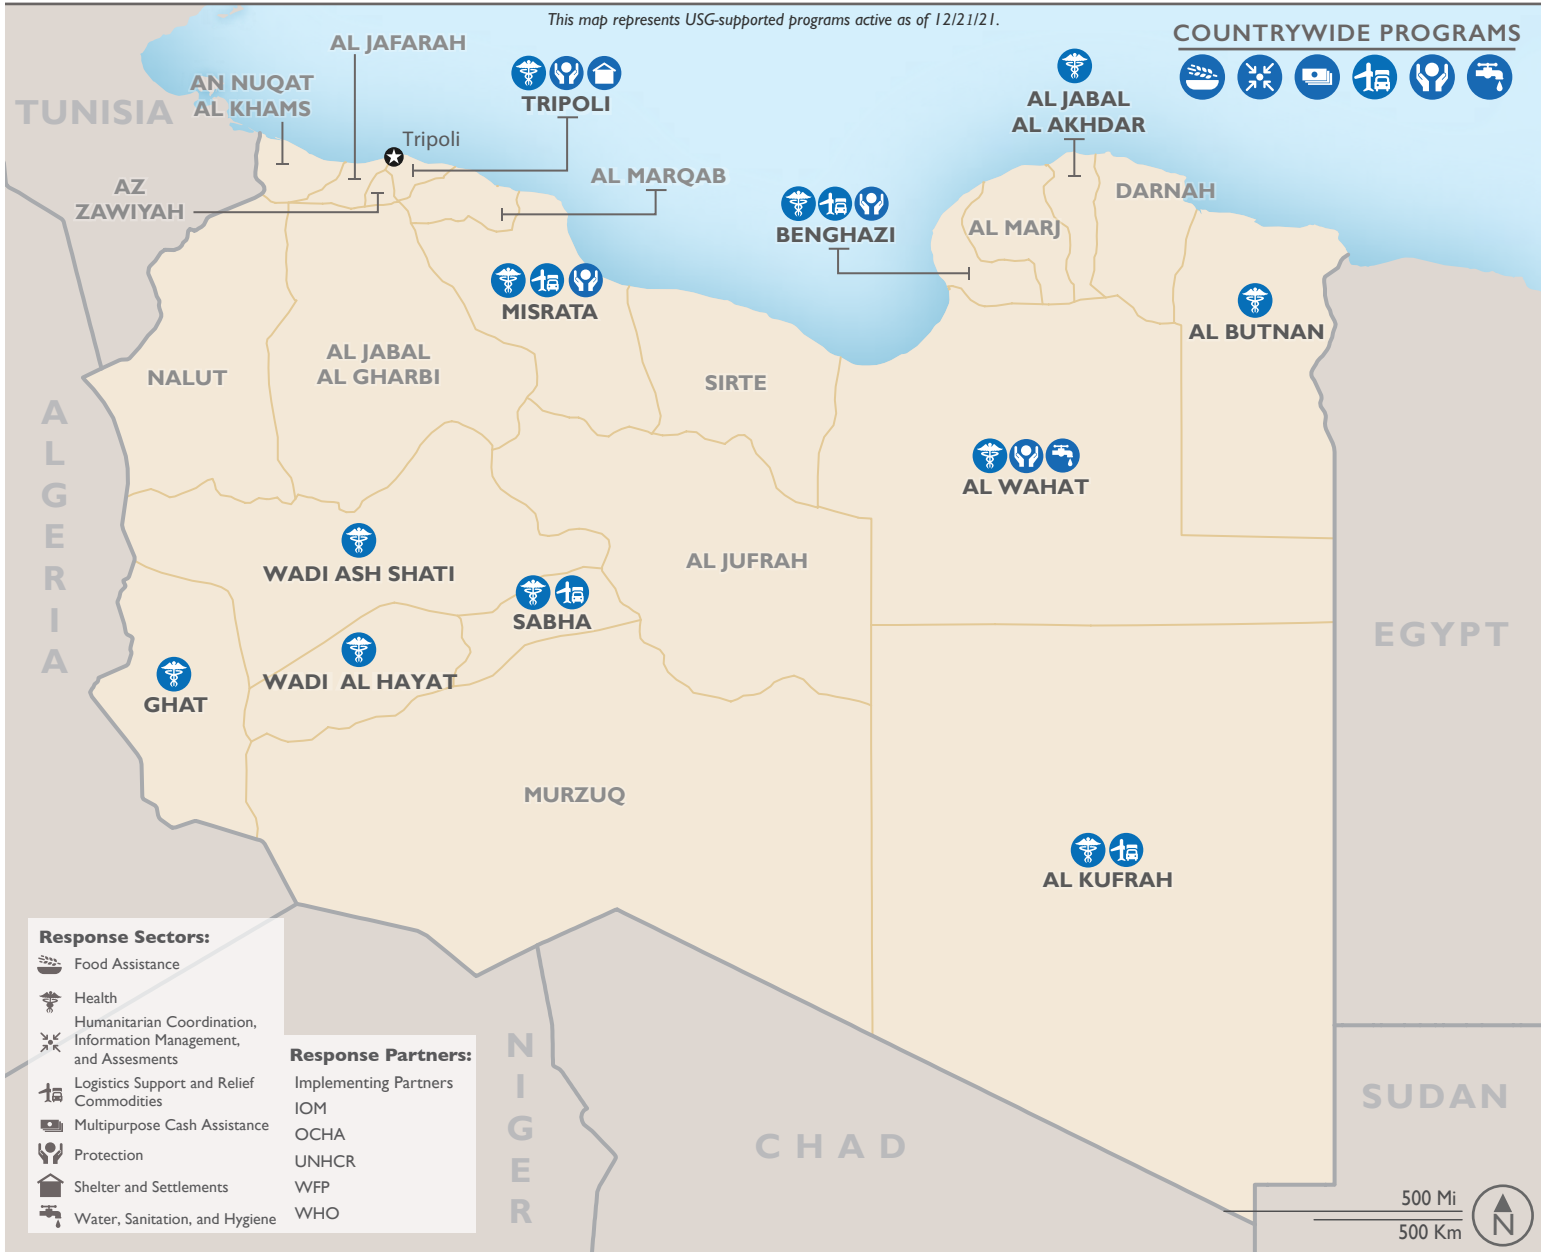 This map represents USG-supported programs active as of 12/21/21.
COUNTRYWIDE PROGRAMS
TUNISIA
AN NUQAT
AL KHAMS
AL JAFARAH
TRIPOLI
Tripoli
AZ
ZAWIYAH
AL MARQAB
AL JABAL
AL AKHDAR
DARNAH
AL MARJ
BENGHAZI
MISRATA
AL BUTNAN
NALUT
AL JABAL
AL GHARBI
SIRTE
AL WAHAT
ALGERIA
WADI ASH SHATI
AL JUFRAH
SABHA
EGYPT
WADI AL HAYAT
GHAT
MURZUQ
AL KUFRAH
NIGER
CHAD
SUDAN
Response Sectors:
Food Assistance
Health
Humanitarian Coordination,
Information Management,
and Assesments
Logistics Support and Relief
Commodities
Multipurpose Cash Assistance
Protection
Shelter and Settlements
Water, Sanitation, and Hygiene
Response Partners:
Implementing Partners
IOM
OCHA
UNHCR
WFP
WHO
500 Mi
500 Km
N